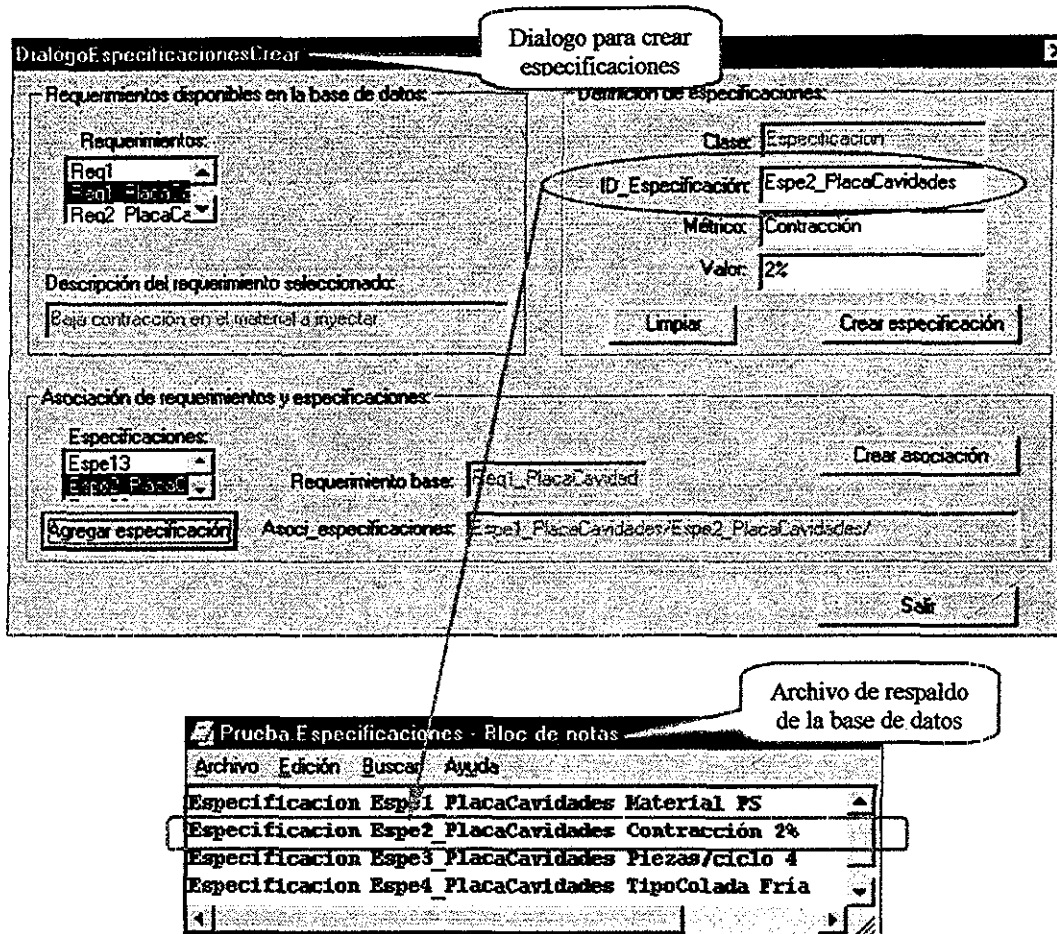 Dialogo para crear
especificaciones
DialogoEspecificacionesCrear
Requerimientos disponibles en la base de datos:
Requerimientos:
Req1
Req1_PlacaCa
Req2_PlacaCa
Descripción del requerimiento seleccionado:
Baja contracción en el material a inyectar
Definición de especificaciones:
Clase: Especificacion
ID_Especificación: Espe2_PlacaCavidades
Métrico: Contracción
Valor: 2%
Limpiar
Crear especificación
Asociación de requerimientos y especificaciones:
Especificaciones:
Espe13
Espe2_PlacaC
Agregar especificación
Requerimiento base: Req1_PlacaCavidad
Asoci_especificaciones: Espe1_PlacaCavidades/Espe2_PlacaCavidades/
Crear asociación
Salir
Archivo de respaldo
de la base de datos
Prueba.Especificaciones - Bloc de notas
Archivo Edición Buscar Ayuda
Especificacion Espe1_PlacaCavidades Material PS
Especificacion Espe2_PlacaCavidades Contracción 2%
Especificacion Espe3_PlacaCavidades Piezas/ciclo 4
Especificacion Espe4_PlacaCavidades TipoColada Fría